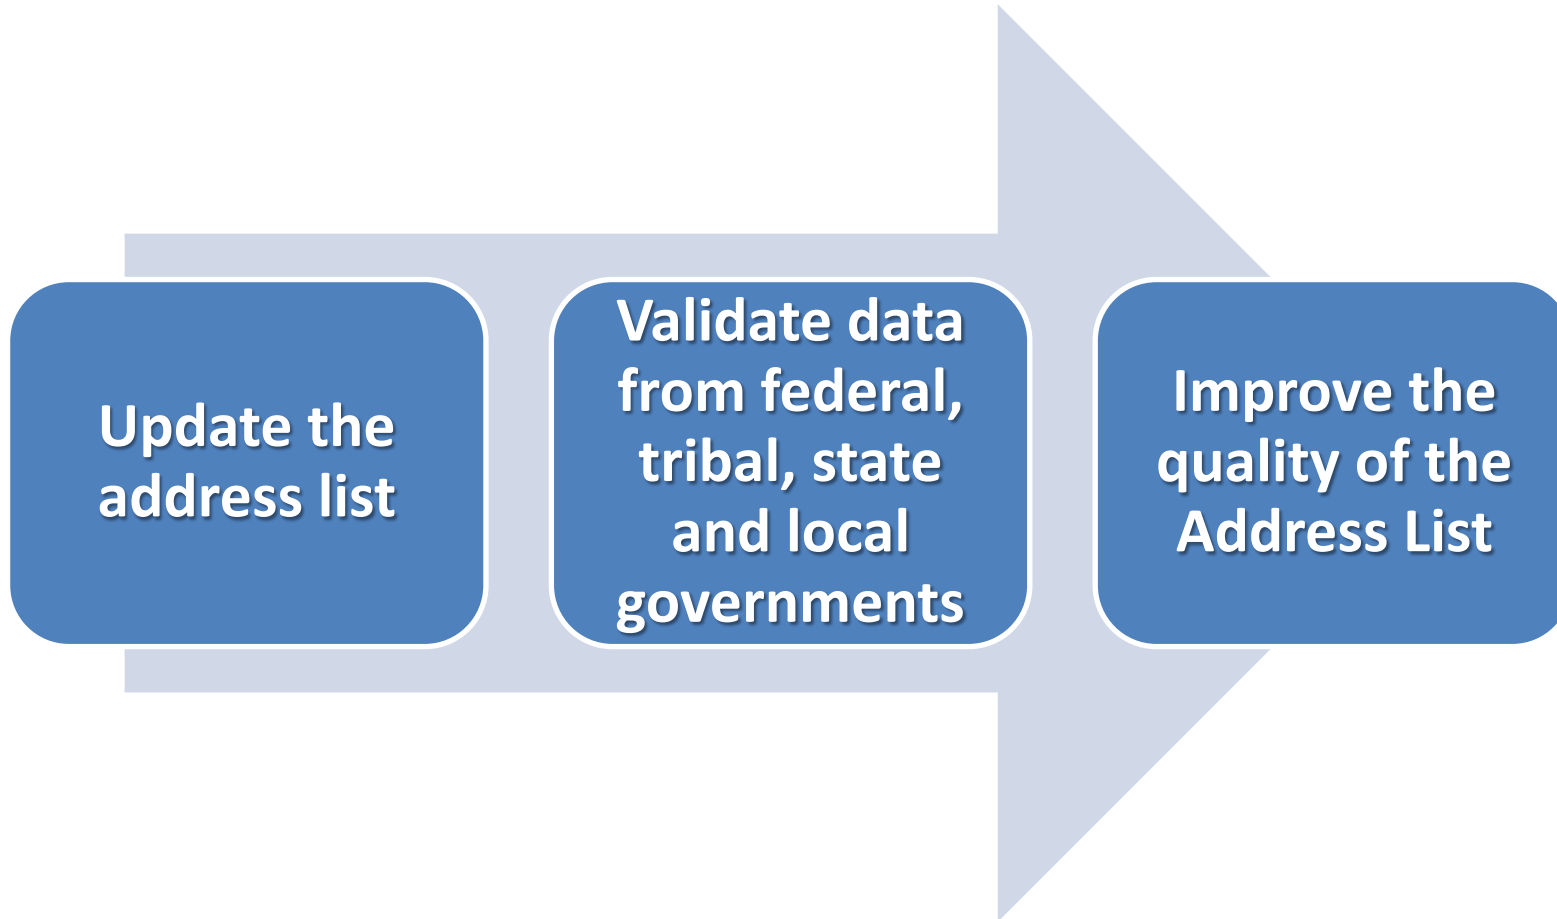 Update the
address list
Validate data
from federal,
tribal, state
and local
governments
Improve the
quality of the
Address List